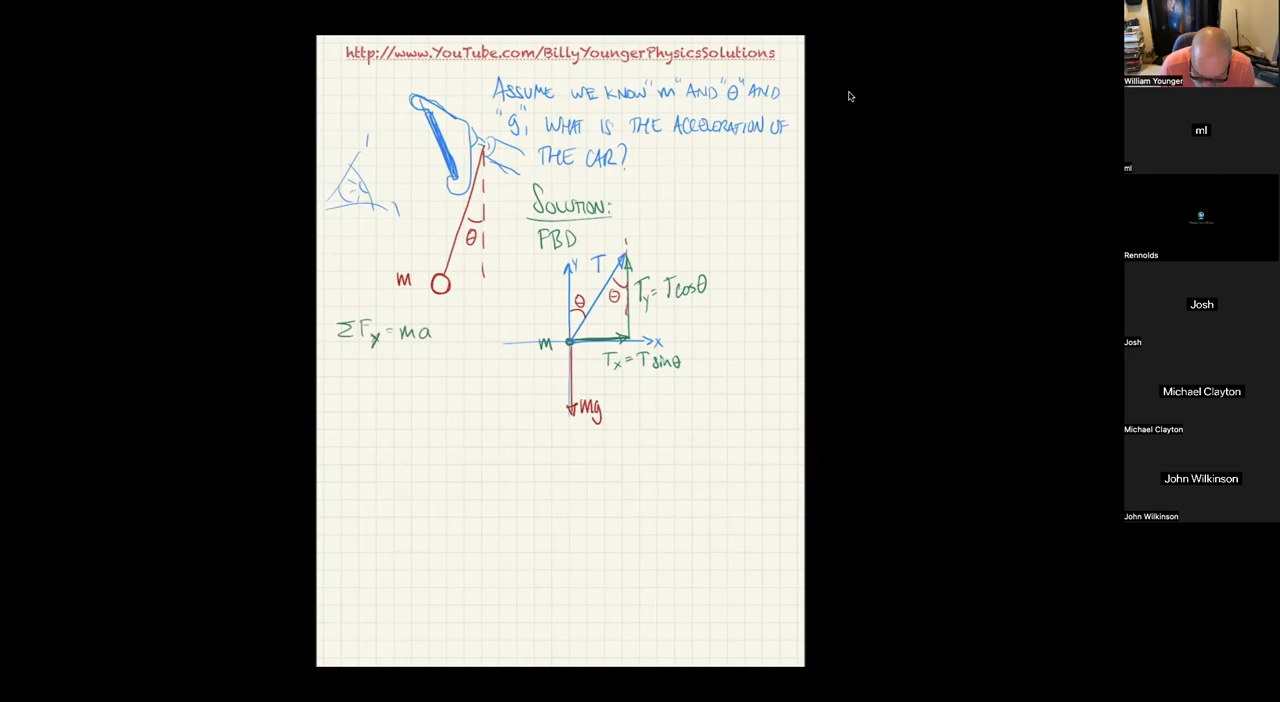 http://www.YouTube.com/BillyYoungerPhysicsSolutions
ASSUME WE KNOW "m" AND "θ" AND
"g", WHAT IS THE ACCELERATION OF
THE CAR?
SOLUTION:
FBD
θ
m
y
T
θ
θ
Ty = Tcosθ
m
x
Tx = Tsinθ
mg
ΣFx = ma
William Younger
ml
ml
Rennolds
Josh
Josh
Michael Clayton
Michael Clayton
John Wilkinson
John Wilkinson